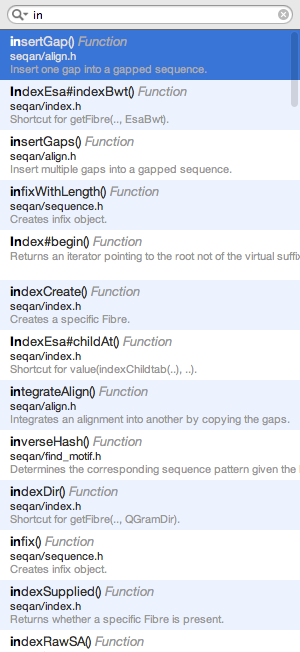 in
insertGap() Function
seqan/align.h
Insert one gap into a gapped sequence.
IndexEsa#indexBwt() Function
seqan/index.h
Shortcut for getFibre(.., EsaBwt).
insertGaps() Function
seqan/align.h
Insert multiple gaps into a gapped sequence.
infixWithLength() Function
seqan/sequence.h
Creates infix object.
Index#begin() Function
Returns an iterator pointing to the root not of the virtual suffix
indexCreate() Function
seqan/index.h
Creates a specific Fibre.
IndexEsa#childAt() Function
seqan/index.h
Shortcut for value(indexChildtab(..), ..).
integrateAlign() Function
seqan/align.h
Integrates an alignment into another by copying the gaps.
inverseHash() Function
seqan/find_motif.h
Determines the corresponding sequence pattern given the
indexDir() Function
seqan/index.h
Shortcut for getFibre(.., QGramDir).
infix() Function
seqan/sequence.h
Creates infix object.
indexSupplied() Function
seqan/index.h
Returns whether a specific Fibre is present.
indexRawSA() Function